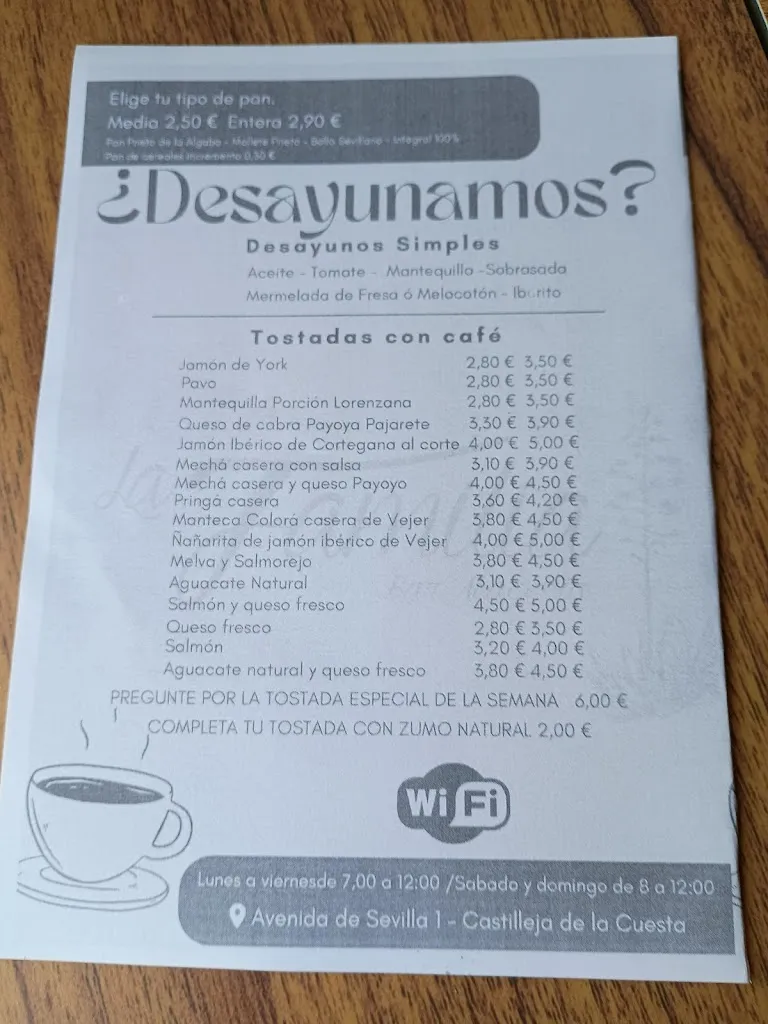 Elige tu tipo de pan.
Media 2,50 € Entera 2,90 €
Pan Prieto de la Algaba - Mollete Prieto - Bollo Sevillano - Integral 100%
Pan de cereales incremento 0,30 €
¿Desayunamos?
Desayunos Simples
Aceite - Tomate - Mantequilla -Sobrasada
Mermelada de Fresa ó Melocotón - Iberito
Tostadas con café
Jamón de York 2,80 € 3,50 €
Pavo 2,80 € 3,50 €
Mantequilla Porción Lorenzana 2,80 € 3,50 €
Queso de cabra Payoya Pajarete 3,30 € 3,90 €
Jamón Ibérico de Cortegana al corte 4,00 € 5,00 €
Mechá casera con salsa 3,10 € 3,90 €
Mechá casera y queso Payoyo 4,00 € 4,50 €
Pringá casera 3,60 € 4,20 €
Manteca Colorá casera de Vejer 3,80 € 4,50 €
Ñañarita de jamón ibérico de Vejer 4,00 € 5,00 €
Melva y Salmorejo 3,80 € 4,50 €
Aguacate Natural 3,10 € 3,90 €
Salmón y queso fresco 4,50 € 5,00 €
Queso fresco 2,80 € 3,50 €
Salmón 3,20 € 4,00 €
Aguacate natural y queso fresco 3,80 € 4,50 €
PREGUNTE POR LA TOSTADA ESPECIAL DE LA SEMANA 6,00 €
COMPLETA TU TOSTADA CON ZUMO NATURAL 2,00 €
Wi Fi
Lunes a viernesde 7,00 a 12:00 /Sabado y domingo de 8 a 12:00
Avenida de Sevilla 1 - Castilleja de la Cuesta